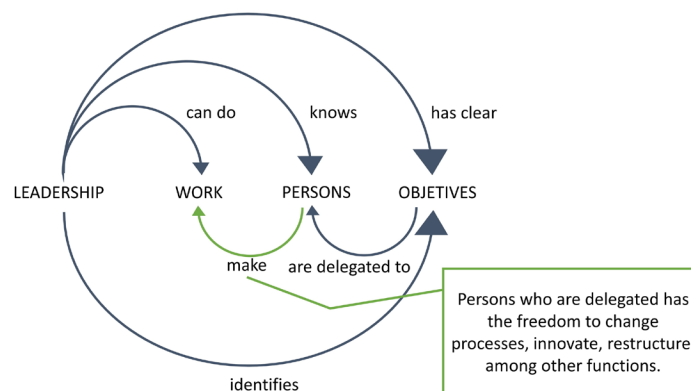 can do
knows
has clear
LEADERSHIP
WORK
PERSONS
OBJETIVES
make
are delegated to
Persons who are delegated has
the freedom to change
processes, innovate, restructure
among other functions.
identifies